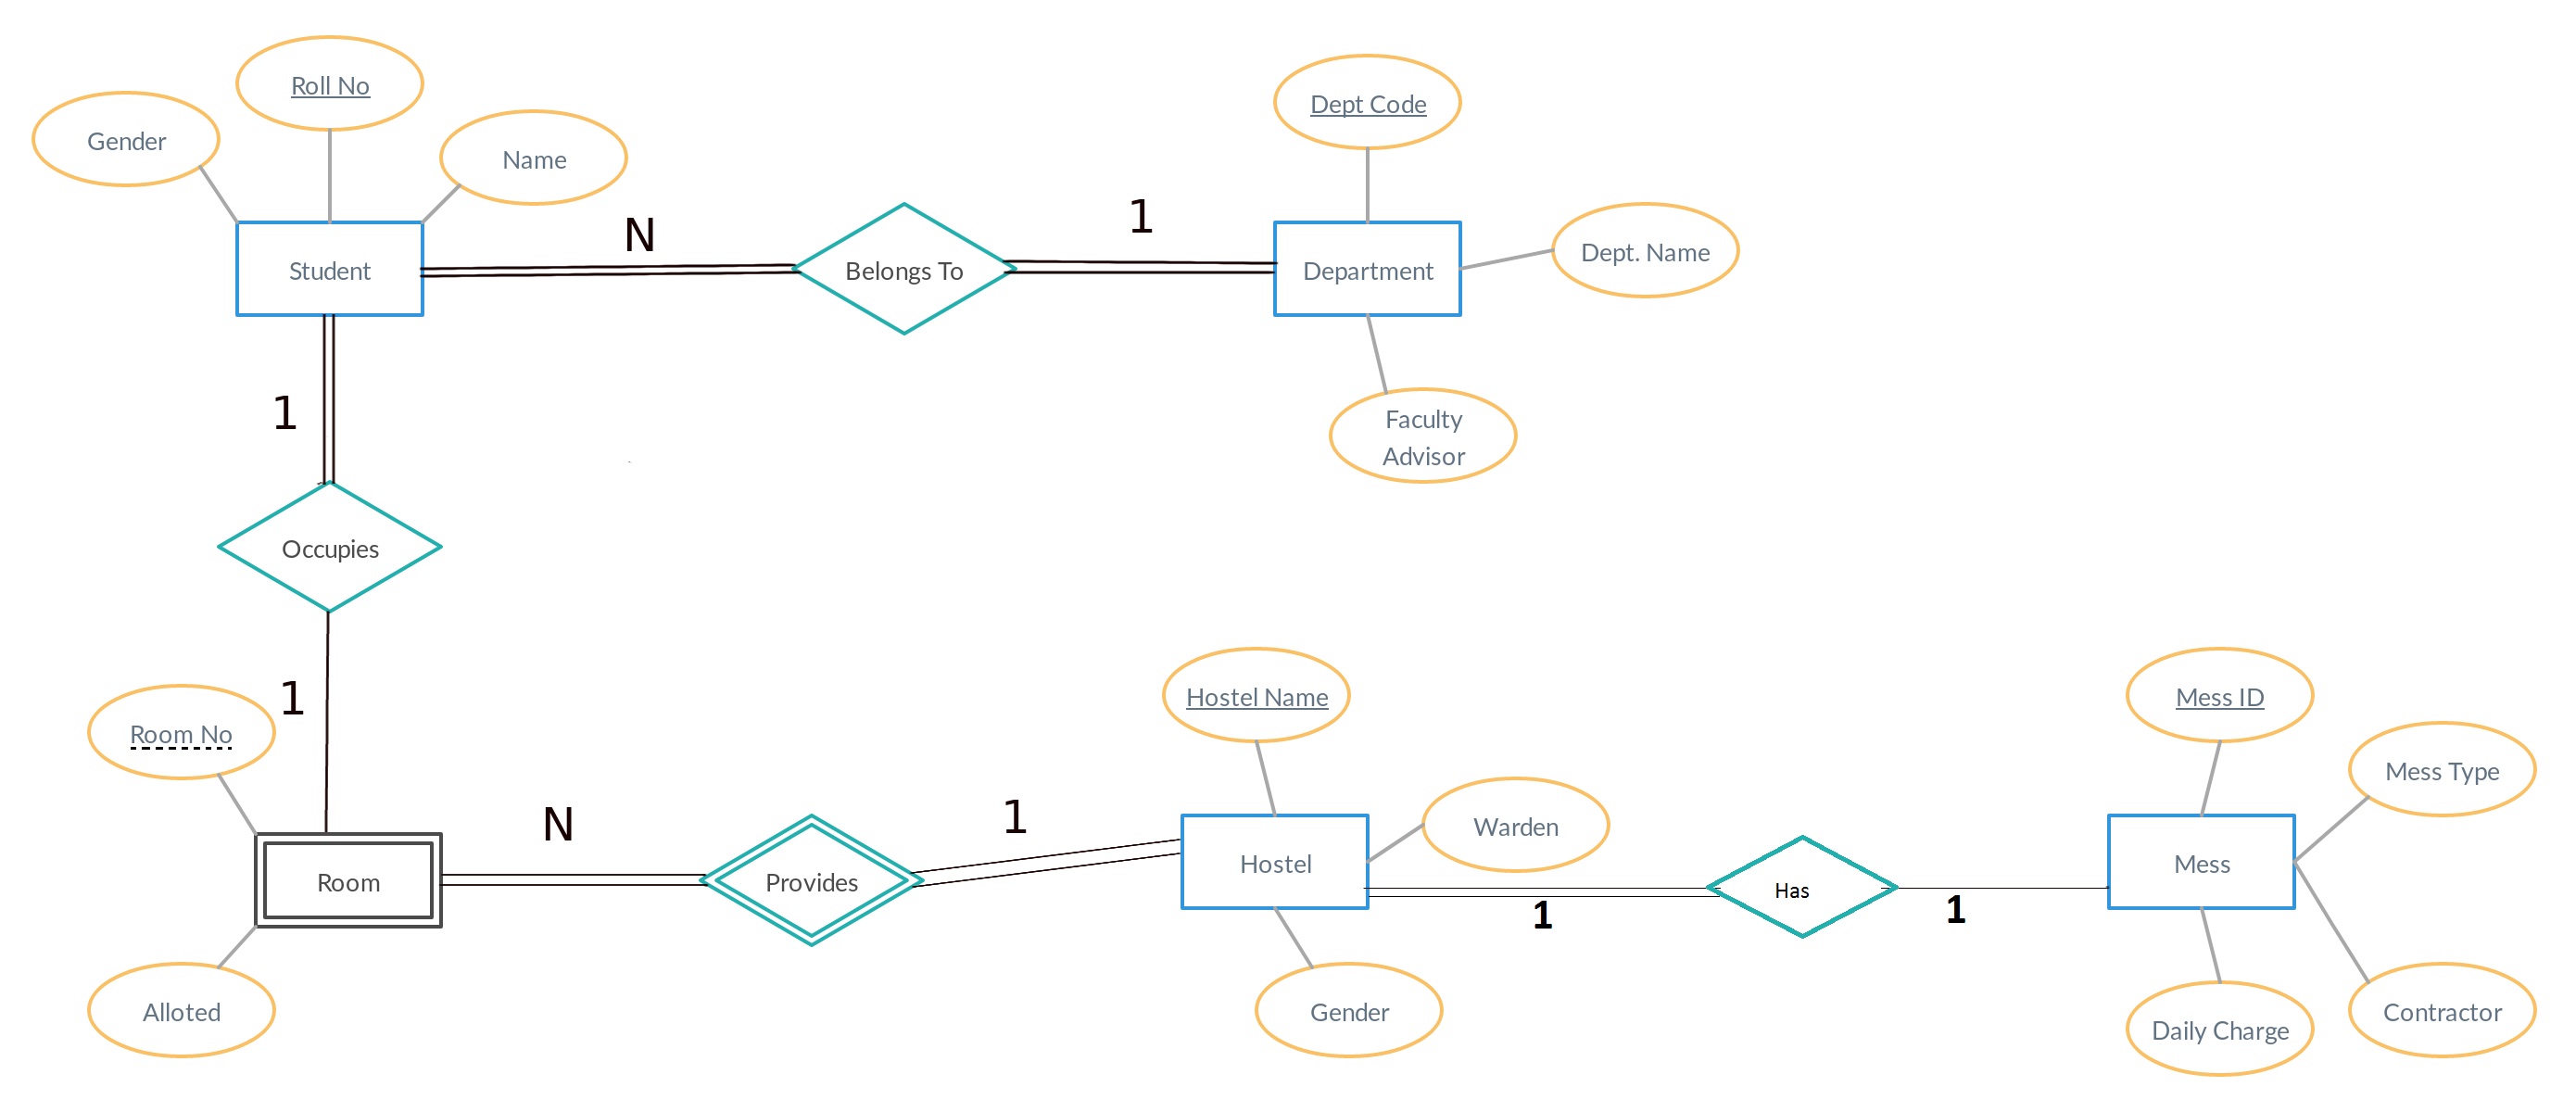 Roll No
Gender
Name
Dept Code
N
1
Student
Belongs To
Department
Dept. Name
1
Faculty
Advisor
Occupies
1
Room No
Hostel Name
Mess ID
Mess Type
N
1
Warden
Room
Provides
Hostel
1
Has
1
Mess
Alloted
Gender
Daily Charge
Contractor